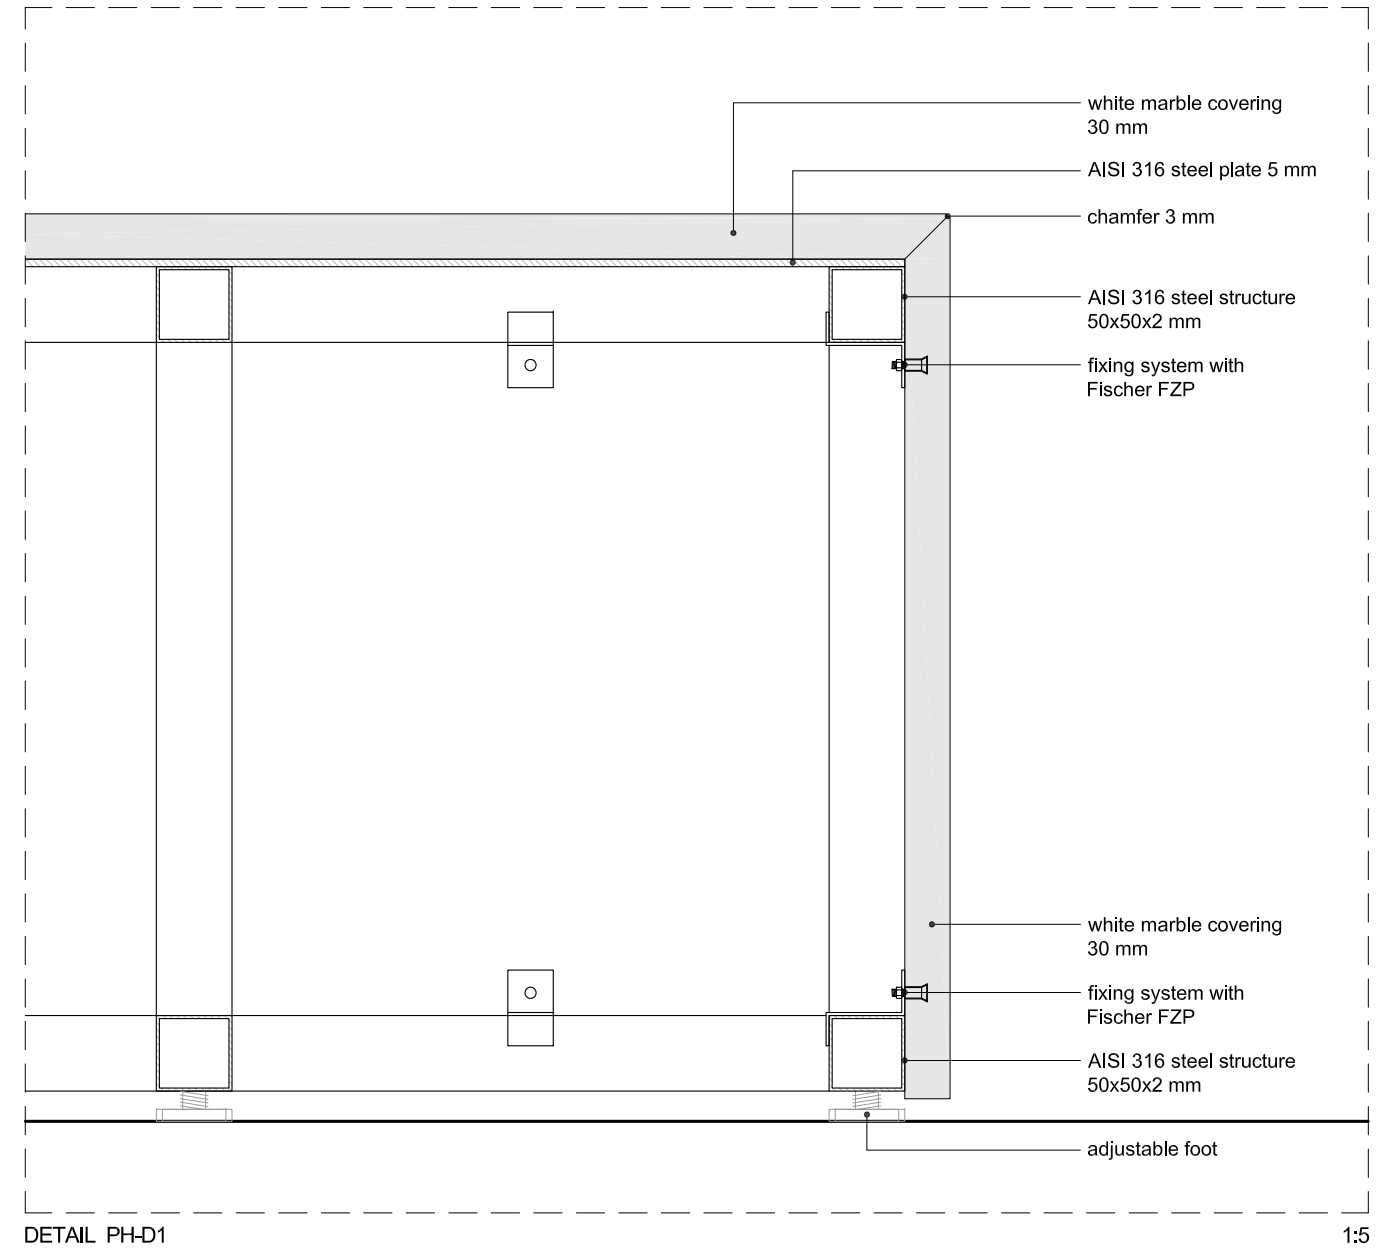 white marble covering
30 mm
AISI 316 steel plate 5 mm
chamfer 3 mm
AISI 316 steel structure
50x50x2 mm
fixing system with
Fischer FZP
white marble covering
30 mm
fixing system with
Fischer FZP
AISI 316 steel structure
50x50x2 mm
adjustable foot
DETAIL PH-D1
1:5